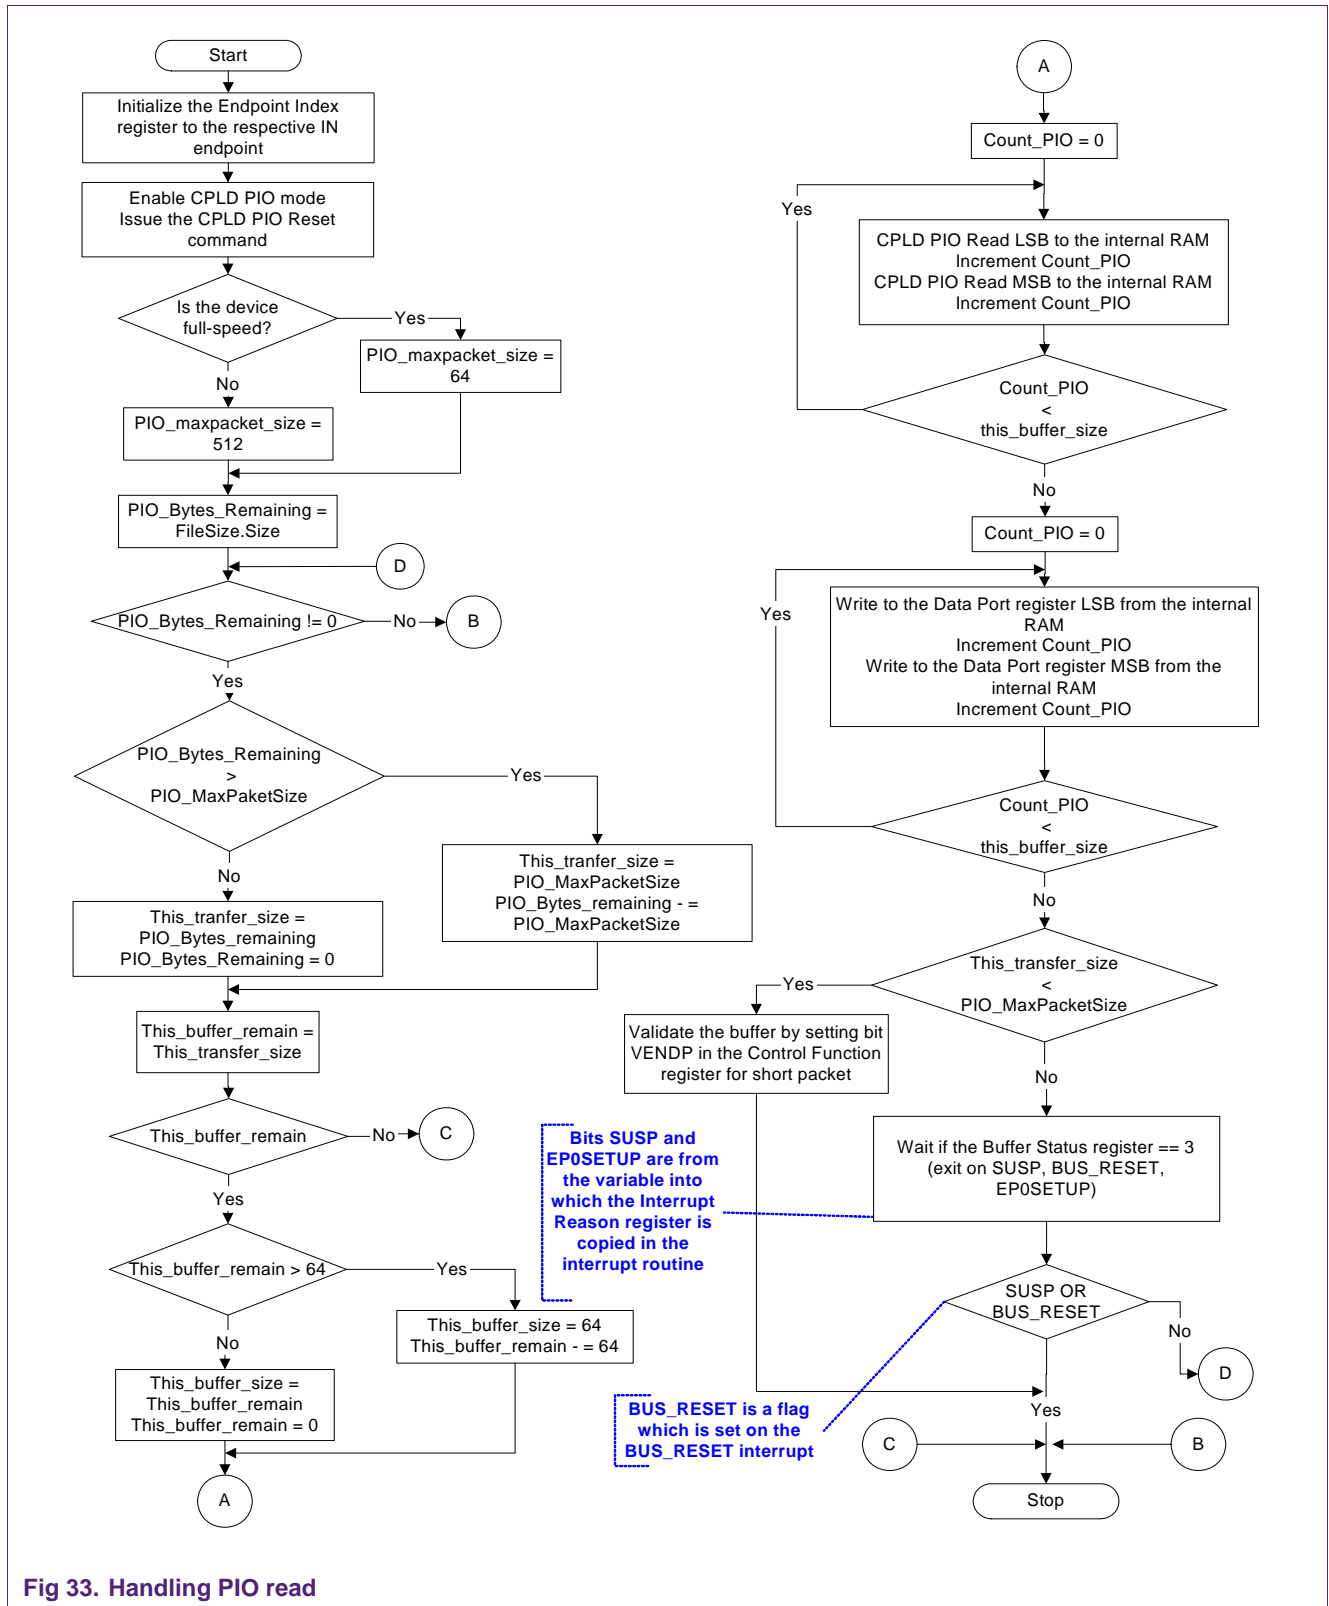 Start
Initialize the Endpoint Index
register to the respective IN
endpoint
Enable CPLD PIO mode
Issue the CPLD PIO Reset
command
Is the device
full-speed?
Yes
PIO_maxpacket_size =
64
No
PIO_maxpacket_size =
512
PIO_Bytes_Remaining =
FileSize.Size
D
PIO_Bytes_Remaining != 0
No
B
Yes
PIO_Bytes_Remaining
>
PIO_MaxPaketSize
Yes
This_tranfer_size =
PIO_MaxPacketSize
PIO_Bytes_remaining - =
PIO_MaxPacketSize
No
This_tranfer_size =
PIO_Bytes_remaining
PIO_Bytes_Remaining = 0
This_buffer_remain =
This_transfer_size
This_buffer_remain
No
C
Yes
This_buffer_remain > 64
Yes
This_buffer_size = 64
This_buffer_remain - = 64
No
This_buffer_size =
This_buffer_remain
This_buffer_remain = 0
A
A
Count_PIO = 0
Yes
CPLD PIO Read LSB to the internal RAM
Increment Count_PIO
CPLD PIO Read MSB to the internal RAM
Increment Count_PIO
Count_PIO
<
this_buffer_size
No
Count_PIO = 0
Yes
Write to the Data Port register LSB from the internal
RAM
Increment Count_PIO
Write to the Data Port register MSB from the
internal RAM
Increment Count_PIO
Count_PIO
<
this_buffer_size
No
This_transfer_size
<
PIO_MaxPacketSize
Yes
Validate the buffer by setting bit
VENDP in the Control Function
register for short packet
No
Wait if the Buffer Status register == 3
(exit on SUSP, BUS_RESET,
EP0SETUP)
Bits SUSP and
EP0SETUP are from
the variable into
which the Interrupt
Reason register is
copied in the
interrupt routine
SUSP OR
BUS_RESET
No
D
BUS_RESET is a flag
which is set on the
BUS_RESET interrupt
Yes
C
B
Stop
Fig 33. Handling PIO read